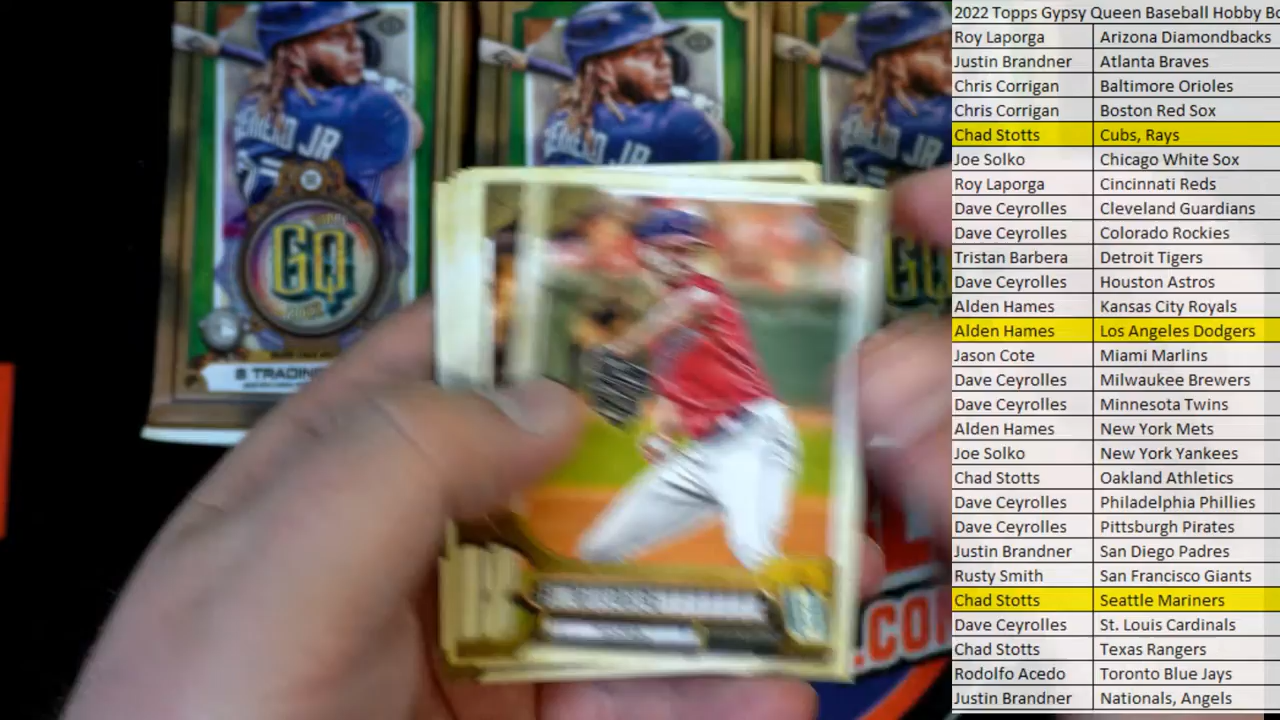 ERRERO JR
GQ
8 TRADING
GQ
.COM
2022 Topps Gypsy Queen Baseball Hobby Bo
Roy Laporga Arizona Diamondbacks
Justin Brandner Atlanta Braves
Chris Corrigan Baltimore Orioles
Chris Corrigan Boston Red Sox
Chad Stotts Cubs, Rays
Joe Solko Chicago White Sox
Roy Laporga Cincinnati Reds
Dave Ceyrolles Cleveland Guardians
Dave Ceyrolles Colorado Rockies
Tristan Barbera Detroit Tigers
Dave Ceyrolles Houston Astros
Alden Hames Kansas City Royals
Alden Hames Los Angeles Dodgers
Jason Cote Miami Marlins
Dave Ceyrolles Milwaukee Brewers
Dave Ceyrolles Minnesota Twins
Alden Hames New York Mets
Joe Solko New York Yankees
Chad Stotts Oakland Athletics
Dave Ceyrolles Philadelphia Phillies
Dave Ceyrolles Pittsburgh Pirates
Justin Brandner San Diego Padres
Rusty Smith San Francisco Giants
Chad Stotts Seattle Mariners
Dave Ceyrolles St. Louis Cardinals
Chad Stotts Texas Rangers
Rodolfo Acedo Toronto Blue Jays
Justin Brandner Nationals, Angels